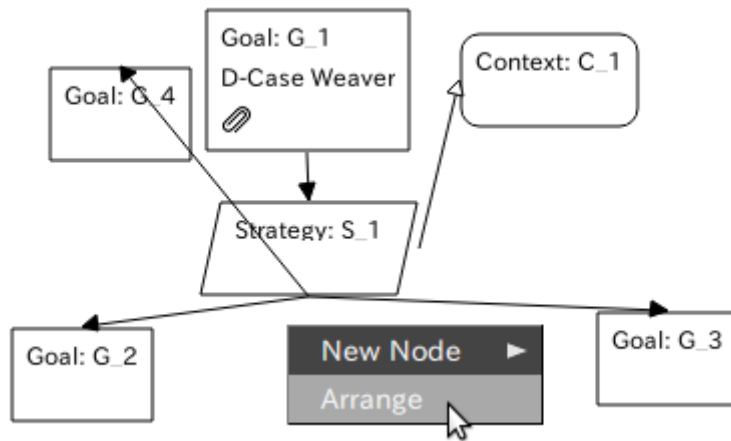 Goal: G_1
D-Case Weaver
Context: C_1
Goal: G_4
Strategy: S_1
Goal: G_2
Goal: G_3
New Node
Arrange